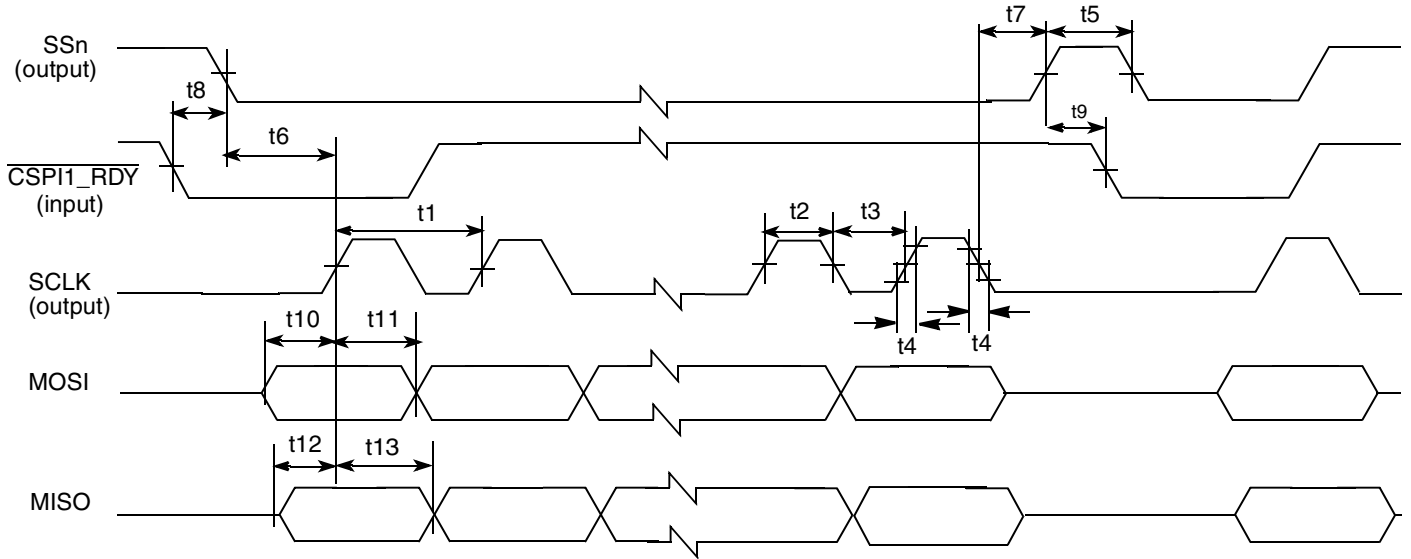 t7
t5
SSn
(output)
t8
t9
t6
CSPI1_RDY
(input)
t1
t2
t3
SCLK
(output)
t10
t11
t4
t4
MOSI
t12
t13
MISO